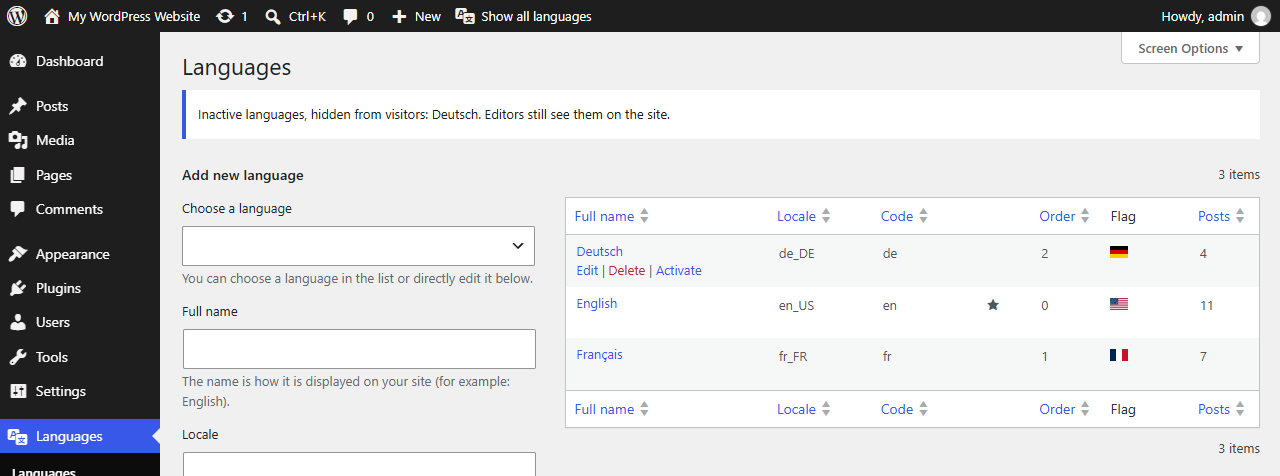 My WordPress Website 1 Ctrl+K 0 New Show all languages Howdy, admin
Dashboard
Posts
Media
Pages
Comments
Appearance
Plugins
Users
Tools
Settings
Languages
Languages
Screen Options
Languages
Inactive languages, hidden from visitors: Deutsch. Editors still see them on the site.
Add new language
Choose a language
You can choose a language in the list or directly edit it below.
Full name
The name is how it is displayed on your site (for example:
English).
Locale
3 items
Full name Locale Code Order Flag Posts
Deutsch de_DE de 2 4
Edit | Delete | Activate
English en_US en 0 11
Français fr_FR fr 1 7
Full name Locale Code Order Flag Posts
3 items